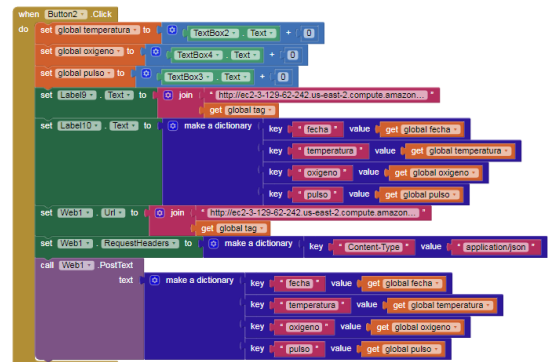 when Button2 .Click
do set global temperatura to TextBox2 . Text + 0
set global oxigeno to TextBox4 . Text + 0
set global pulso to TextBox3 . Text + 0
set Label9 . Text to join " http://ec2-3-129-62-242.us-east-2.compute.amazon... "
get global tag
set Label10 . Text to make a dictionary key " fecha " value get global fecha
key " temperatura " value get global temperatura
key " oxigeno " value get global oxigeno
key " pulso " value get global pulso
set Web1 . Url to join " http://ec2-3-129-62-242.us-east-2.compute.amazon... "
get global tag
set Web1 . RequestHeaders to make a dictionary key " Content-Type " value " application/json "
call Web1 .PostText
text make a dictionary key " fecha " value get global fecha
key " temperatura " value get global temperatura
key " oxigeno " value get global oxigeno
key " pulso " value get global pulso